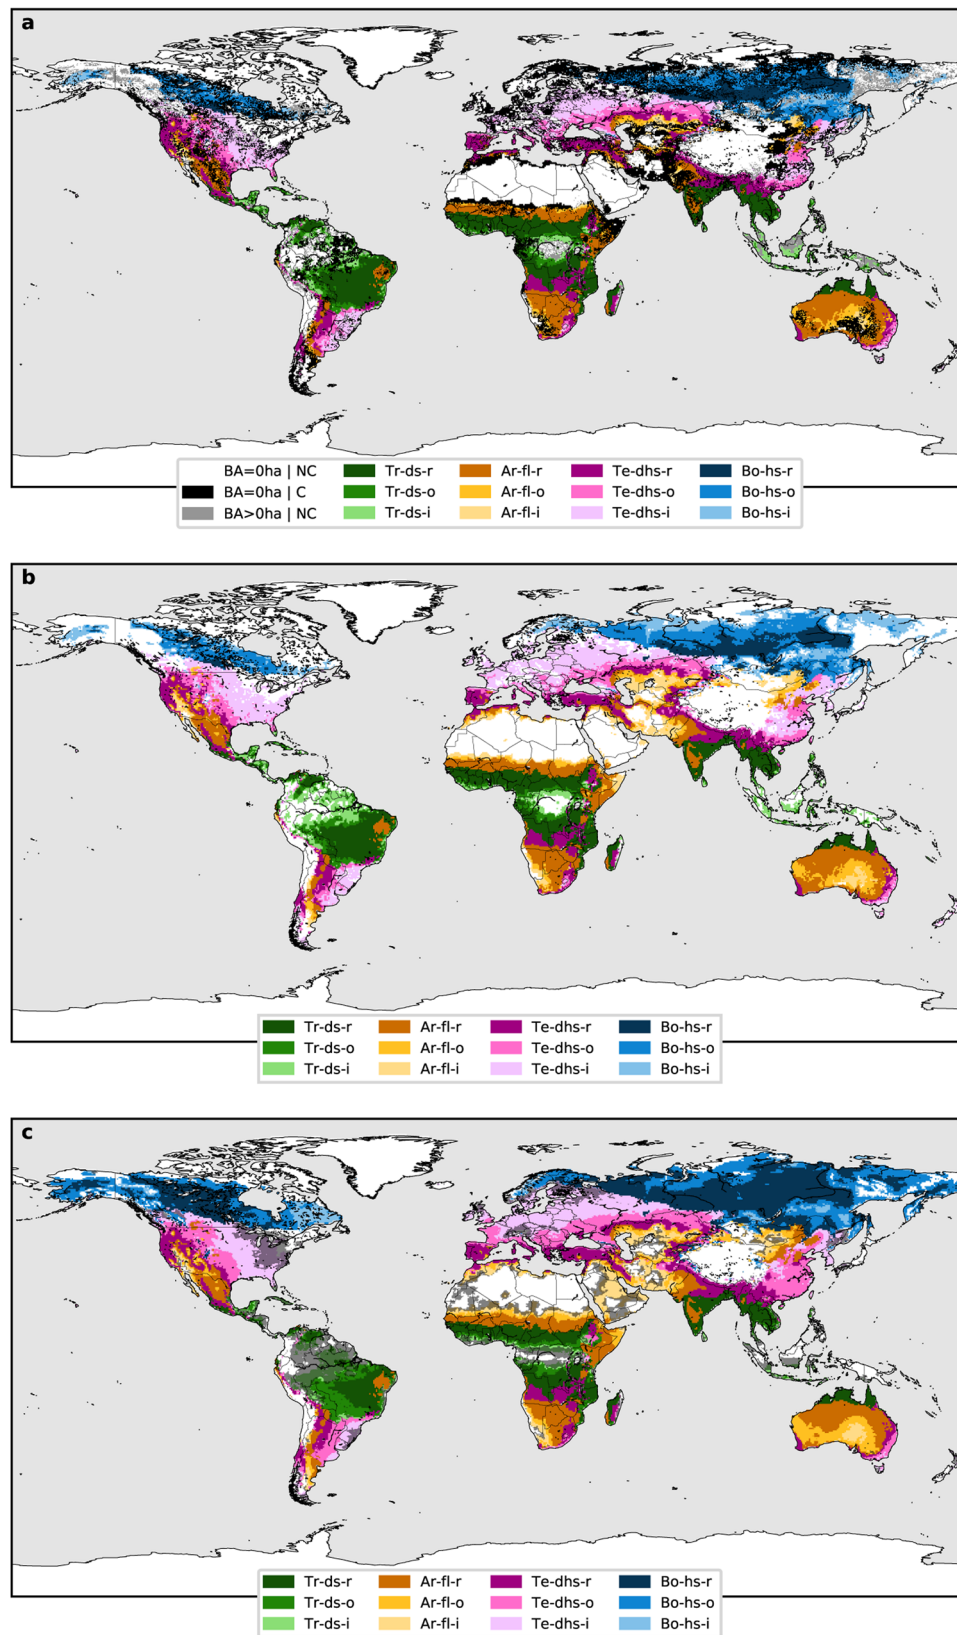 a
BA=0ha | NC Tr-ds-r Ar-fl-r Te-dhs-r Bo-hs-r
BA=0ha | C Tr-ds-o Ar-fl-o Te-dhs-o Bo-hs-o
BA>0ha | NC Tr-ds-i Ar-fl-i Te-dhs-i Bo-hs-i
b
Tr-ds-r Ar-fl-r Te-dhs-r Bo-hs-r
Tr-ds-o Ar-fl-o Te-dhs-o Bo-hs-o
Tr-ds-i Ar-fl-i Te-dhs-i Bo-hs-i
c
Tr-ds-r Ar-fl-r Te-dhs-r Bo-hs-r
Tr-ds-o Ar-fl-o Te-dhs-o Bo-hs-o
Tr-ds-i Ar-fl-i Te-dhs-i Bo-hs-i